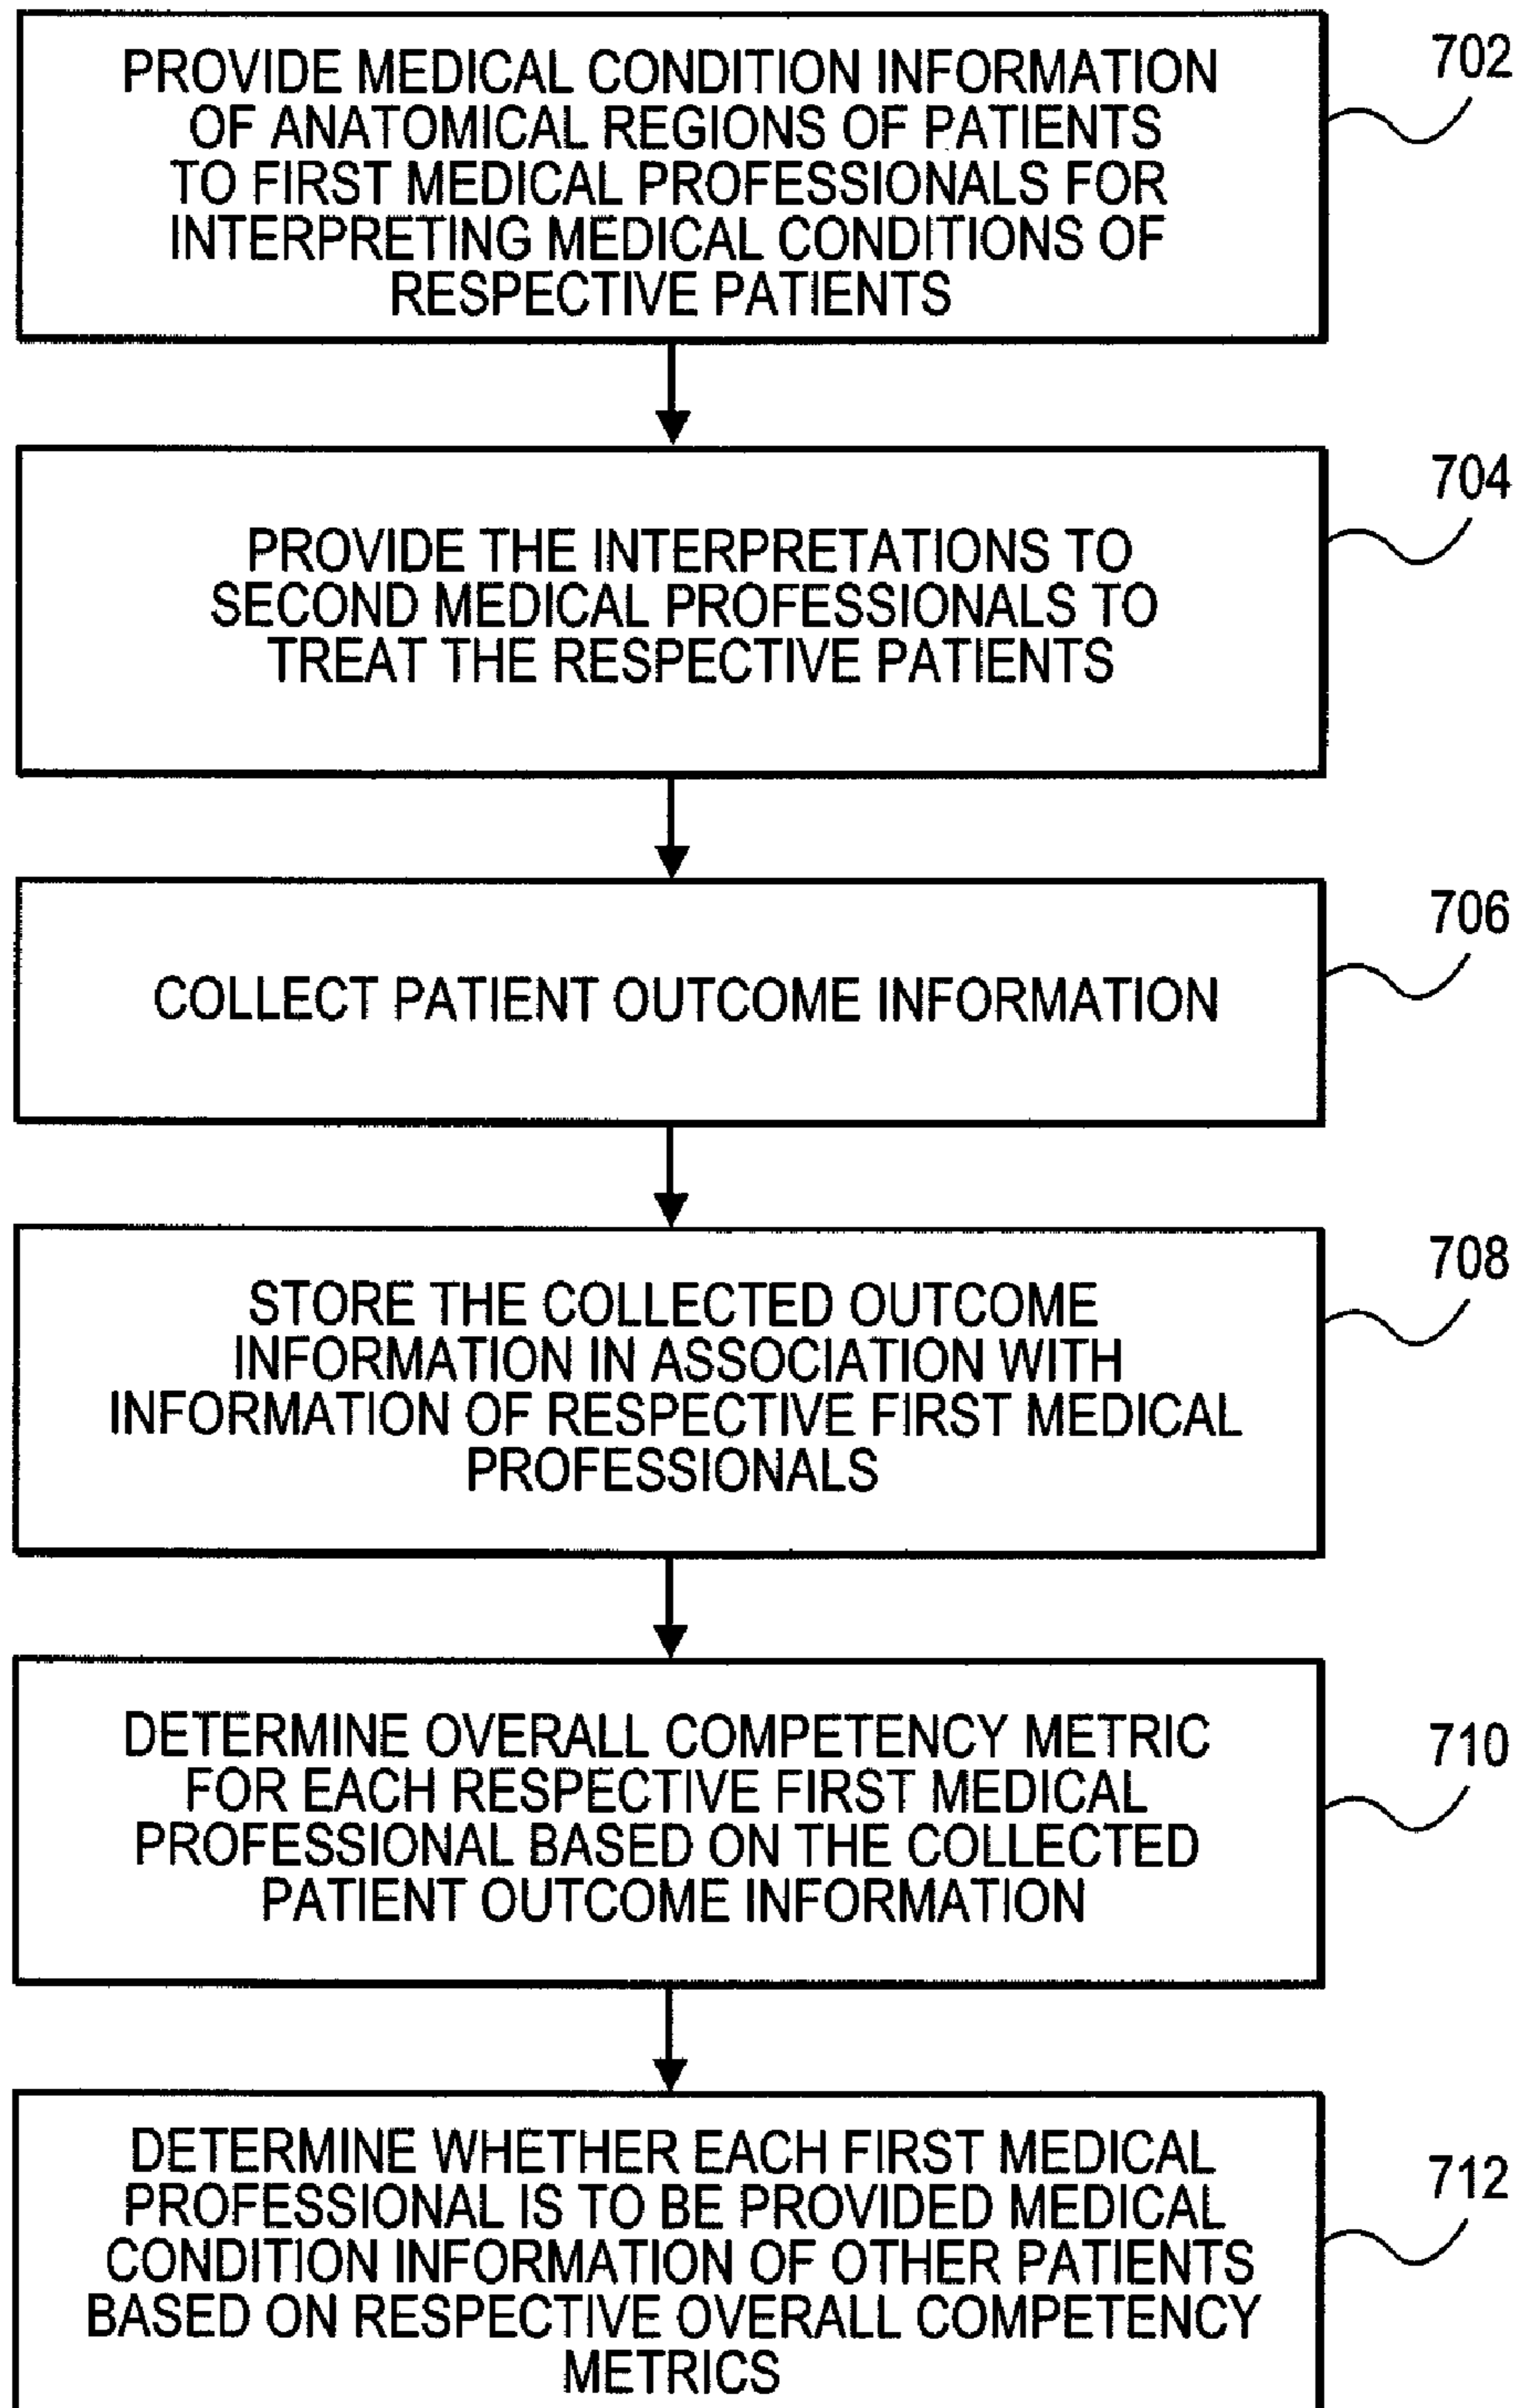 PROVIDE MEDICAL CONDITION INFORMATION
OF ANATOMICAL REGIONS OF PATIENTS
TO FIRST MEDICAL PROFESSIONALS FOR
INTERPRETING MEDICAL CONDITIONS OF
RESPECTIVE PATIENTS
702
PROVIDE THE INTERPRETATIONS TO
SECOND MEDICAL PROFESSIONALS TO
TREAT THE RESPECTIVE PATIENTS
704
COLLECT PATIENT OUTCOME INFORMATION
706
STORE THE COLLECTED OUTCOME
INFORMATION IN ASSOCIATION WITH
INFORMATION OF RESPECTIVE FIRST MEDICAL
PROFESSIONALS
708
DETERMINE OVERALL COMPETENCY METRIC
FOR EACH RESPECTIVE FIRST MEDICAL
PROFESSIONAL BASED ON THE COLLECTED
PATIENT OUTCOME INFORMATION
710
DETERMINE WHETHER EACH FIRST MEDICAL
PROFESSIONAL IS TO BE PROVIDED MEDICAL
CONDITION INFORMATION OF OTHER PATIENTS
BASED ON RESPECTIVE OVERALL COMPETENCY
METRICS
712